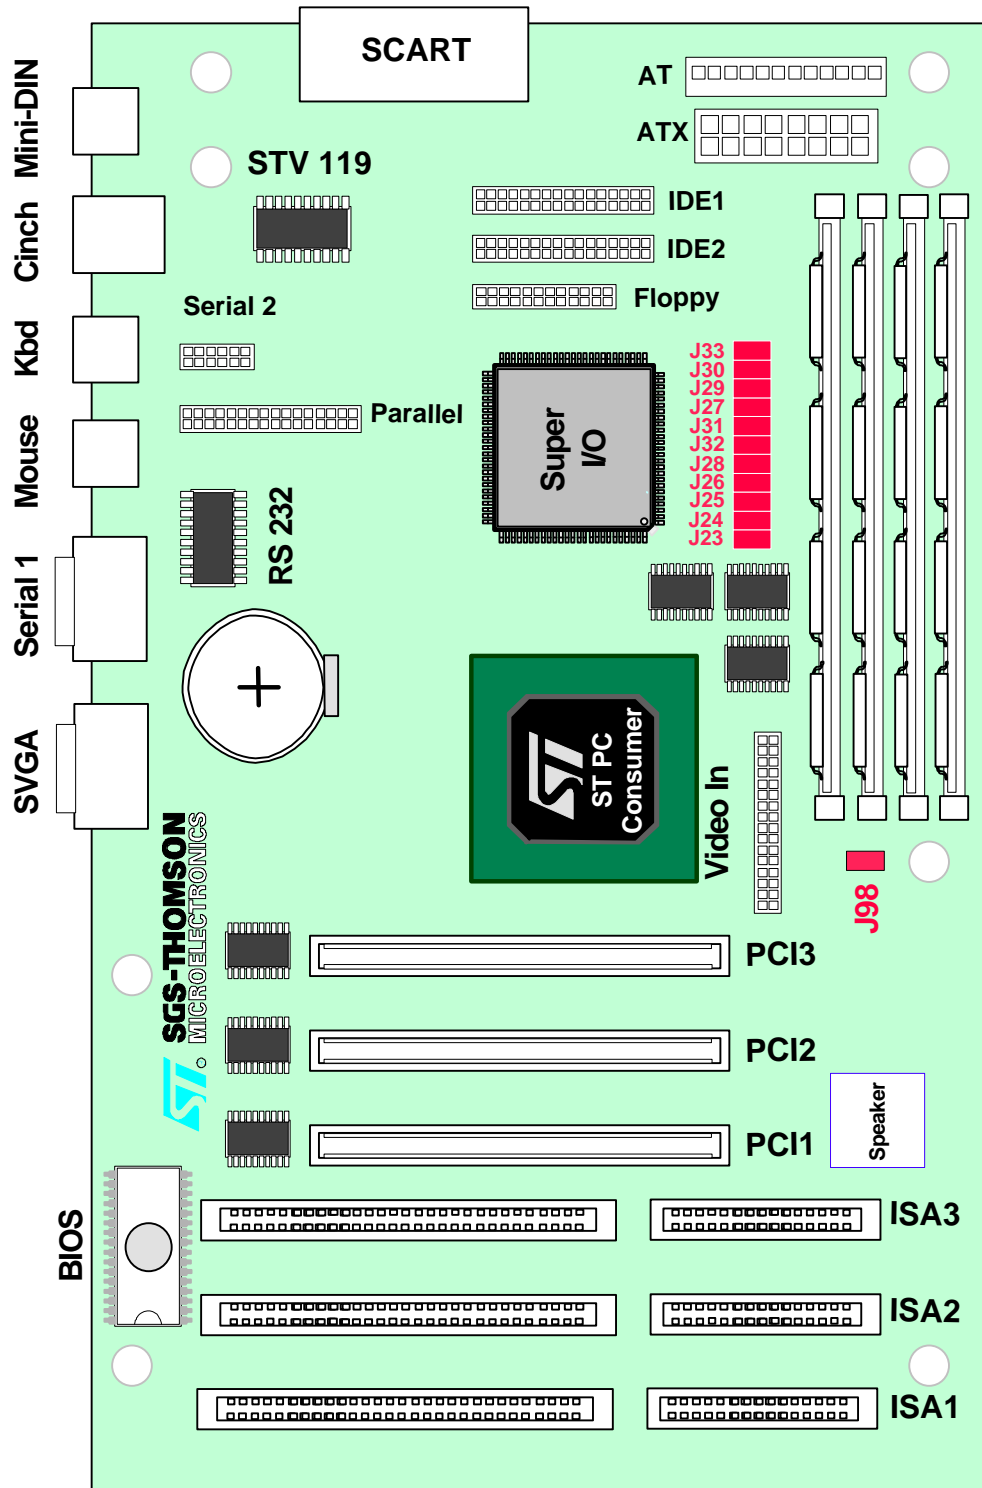 SCART
AT
ATX
Mini-DIN
STV 119
IDE1
Cinch
IDE2
Serial 2
Floppy
Kbd
J33
J30
J29
J27
J31
J32
J28
J26
J25
J24
J23
Parallel
Mouse
Super
I/O
RS 232
Serial 1
SVGA
ST
ST PC
Consumer
Video In
J98
SGS-THOMSON
MICROELECTRONICS
ST
PCI3
PCI2
PCI1
Speaker
BIOS
ISA3
ISA2
ISA1